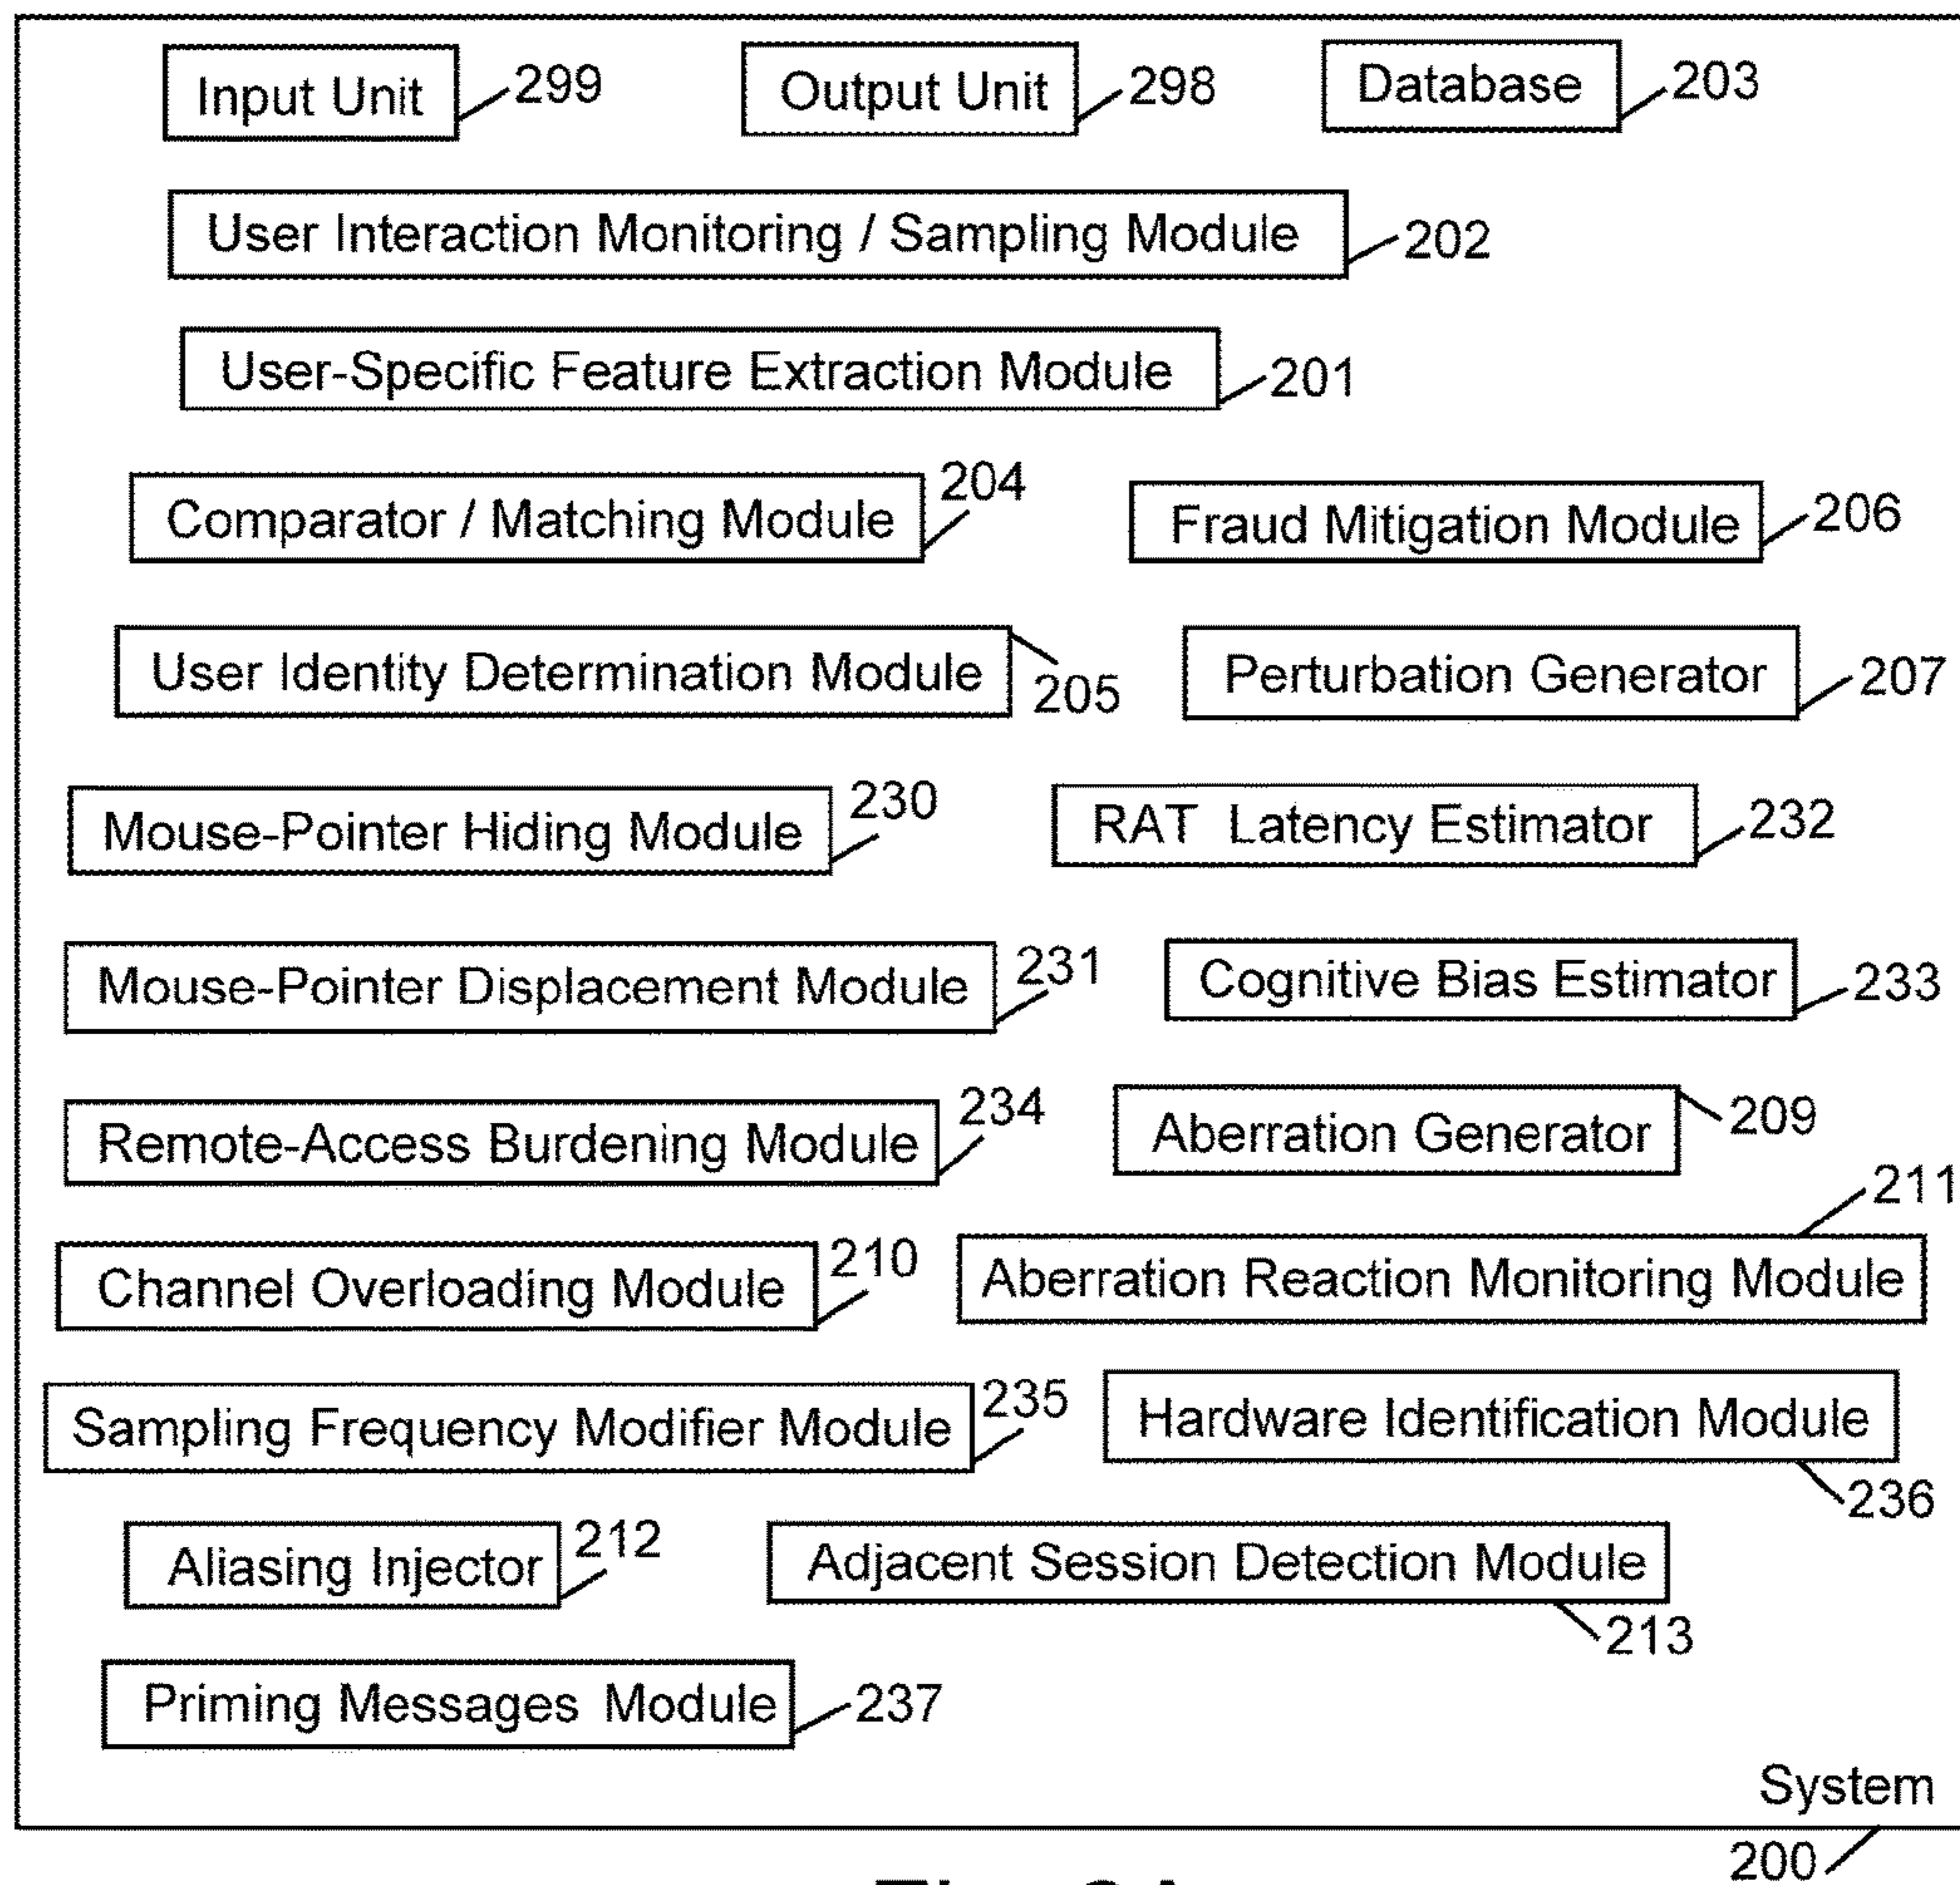 Input Unit 299 Output Unit 298 Database 203
User Interaction Monitoring / Sampling Module 202
User-Specific Feature Extraction Module 201
Comparator / Matching Module 204 Fraud Mitigation Module 206
User Identity Determination Module 205 Perturbation Generator 207
Mouse-Pointer Hiding Module 230 RAT Latency Estimator 232
Mouse-Pointer Displacement Module 231 Cognitive Bias Estimator 233
Remote-Access Burdening Module 234 Aberration Generator 209
Channel Overloading Module 210 Aberration Reaction Monitoring Module 211
Sampling Frequency Modifier Module 235 Hardware Identification Module 236
Aliasing Injector 212 Adjacent Session Detection Module 213
Priming Messages Module 237
System
200